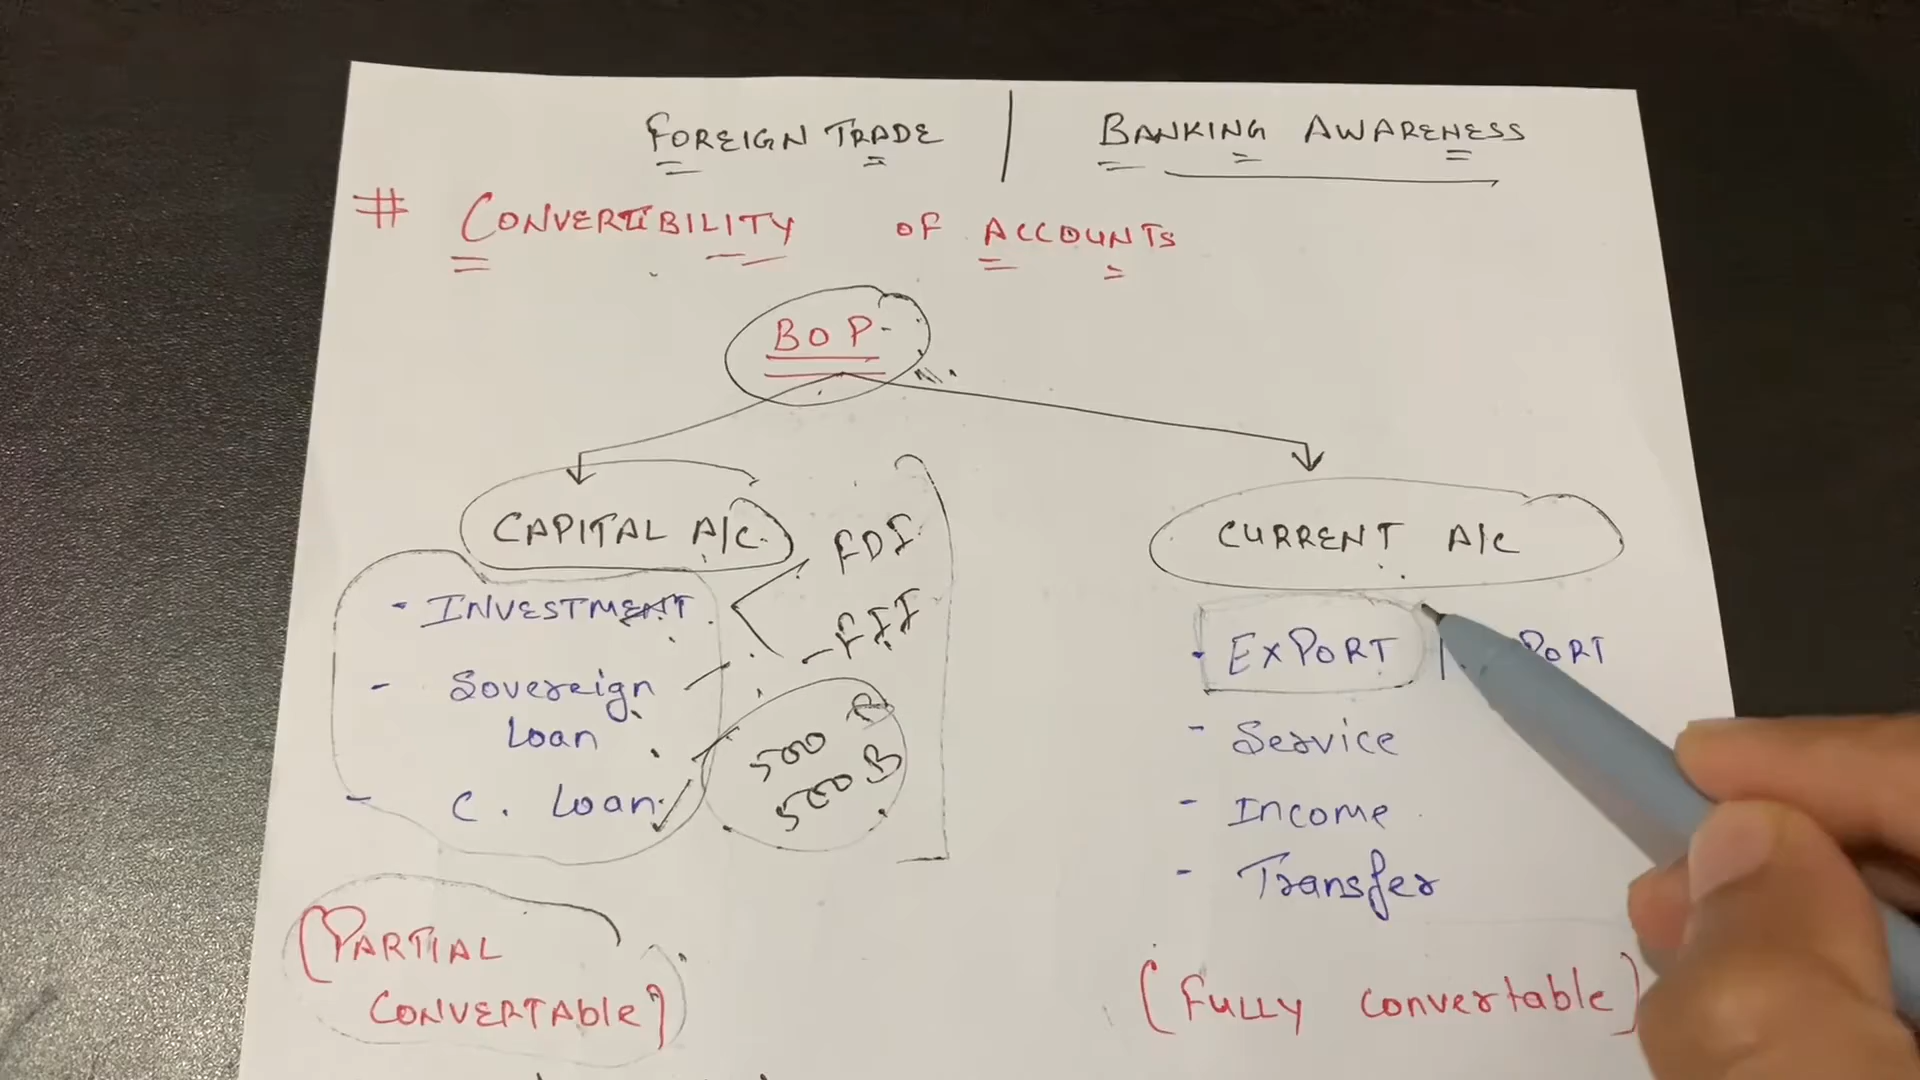 FOREIGN TRADE | BANKING AWARENESS
# CONVERTIBILITY OF ACCOUNTS
BOP
CAPITAL A/C
- INVESTMENT
FDI
- FII
- Sovereign
Loan
500
500 B
- C. Loan
(PARTIAL
CONVERTABLE)
CURRENT A/C
- EXPORT | PORT
- Service
- Income
- Transfer
(Fully convertable)